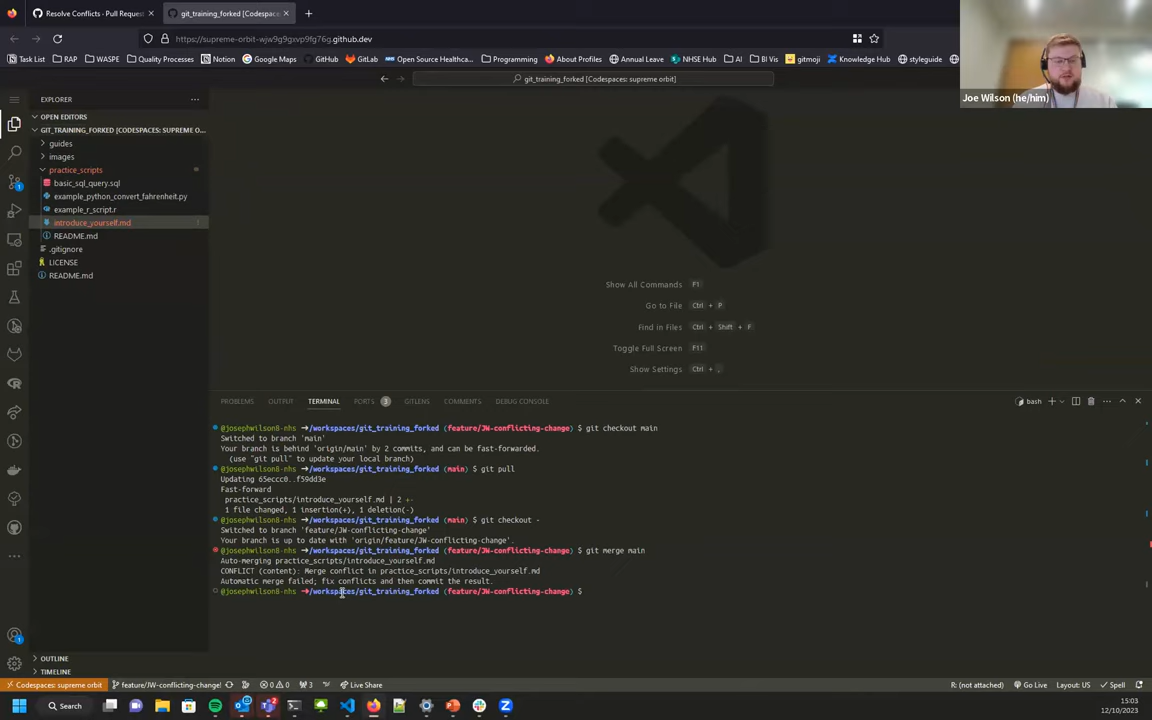 Resolve Conflicts - Pull Reques
git_training_forked [Codespace
https://supreme-orbit-wjw9g9gxvp9fg76g.github.dev
Task List
RAP
WASPE
Quality Processes
Notion
Google Maps
GitHub
GitLab
Open Source Healthcar...
About Profiles
Annual Leave
NHSE Hub
AI
BI Vis
gitmoji
Knowledge Hub
styleguide
git_training_forked [Codespaces: supreme orbit]
Joe Wilson (he/him)
EXPLORER
OPEN EDITORS
GIT_TRAINING_FORKED [CODESPACES: SUPREME O...
guides
images
practice_scripts
basic_sql_query.sql
example_python_convert_fahrenheit.py
example_r_script.r
introduce_yourself.md !
README.md
.gitignore
LICENSE
README.md
Show All Commands F1
Go to File Ctrl + P
Find in Files Ctrl + Shift + F
Toggle Full Screen F11
Show Settings Ctrl + ,
PROBLEMS OUTPUT TERMINAL PORTS 3 GITLENS COMMENTS DEBUG CONSOLE
bash
@josephwilson8-nhs ➜/workspaces/git_training_forked (feature/JW-conflicting-change) $ git checkout main
Switched to branch 'main'
Your branch is behind 'origin/main' by 2 commits, and can be fast-forwarded.
(use "git pull" to update your local branch)
@josephwilson8-nhs ➜/workspaces/git_training_forked (main) $ git pull
Updating 65eccc0..f59dd3e
Fast-forward
practice_scripts/introduce_yourself.md | 2 +-
1 file changed, 1 insertion(+), 1 deletion(-)
@josephwilson8-nhs ➜/workspaces/git_training_forked (main) $ git checkout -
Switched to branch 'feature/JW-conflicting-change'
Your branch is up to date with 'origin/feature/JW-conflicting-change'.
@josephwilson8-nhs ➜/workspaces/git_training_forked (feature/JW-conflicting-change) $ git merge main
Auto-merging practice_scripts/introduce_yourself.md
CONFLICT (content): Merge conflict in practice_scripts/introduce_yourself.md
Automatic merge failed; fix conflicts and then commit the result.
@josephwilson8-nhs ➜/workspaces/git_training_forked (feature/JW-conflicting-change) $
OUTLINE
TIMELINE
Codespaces: supreme orbit
feature/JW-conflicting-change!
0 0
3
Live Share
R: (not attached)
Go Live
Layout: US
Spell
Search
15:03
12/10/2023